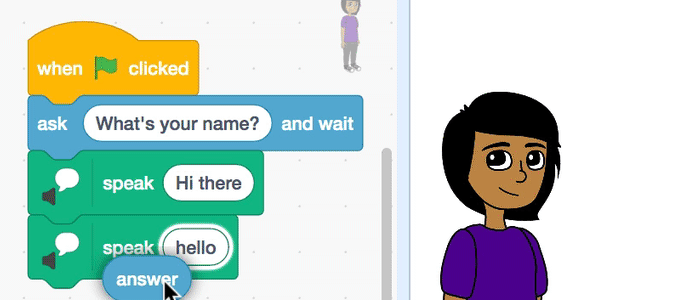 when clicked
ask What's your name? and wait
speak Hi there
speak hello
answer